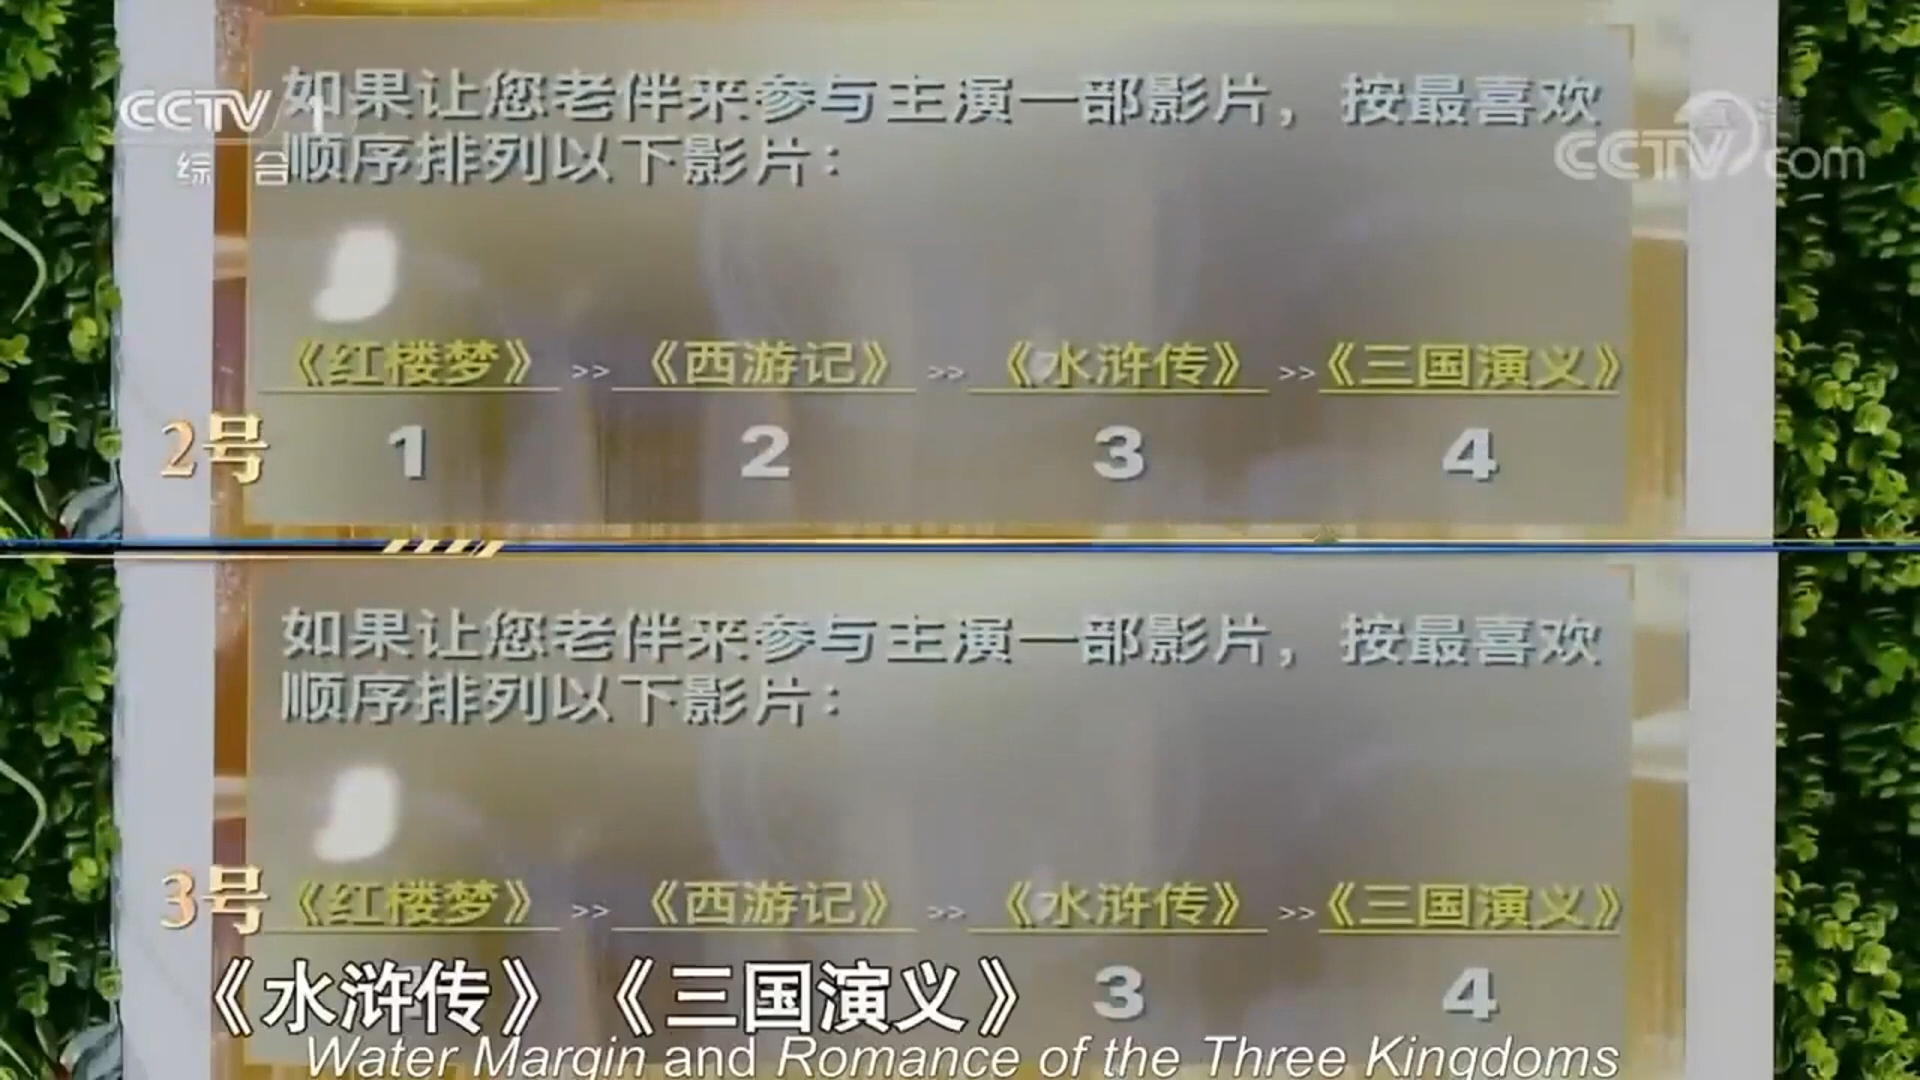 CCTV 1
综合
CCTV.com
如果让您老伴来参与主演一部影片，按最喜欢
顺序排列以下影片：
《红楼梦》 >> 《西游记》 >> 《水浒传》 >> 《三国演义》
2号 1 2 3 4
如果让您老伴来参与主演一部影片，按最喜欢
顺序排列以下影片：
3号 《红楼梦》 >> 《西游记》 >> 《水浒传》 >> 《三国演义》
3 4
《水浒传》《三国演义》
Water Margin and Romance of the Three Kingdoms